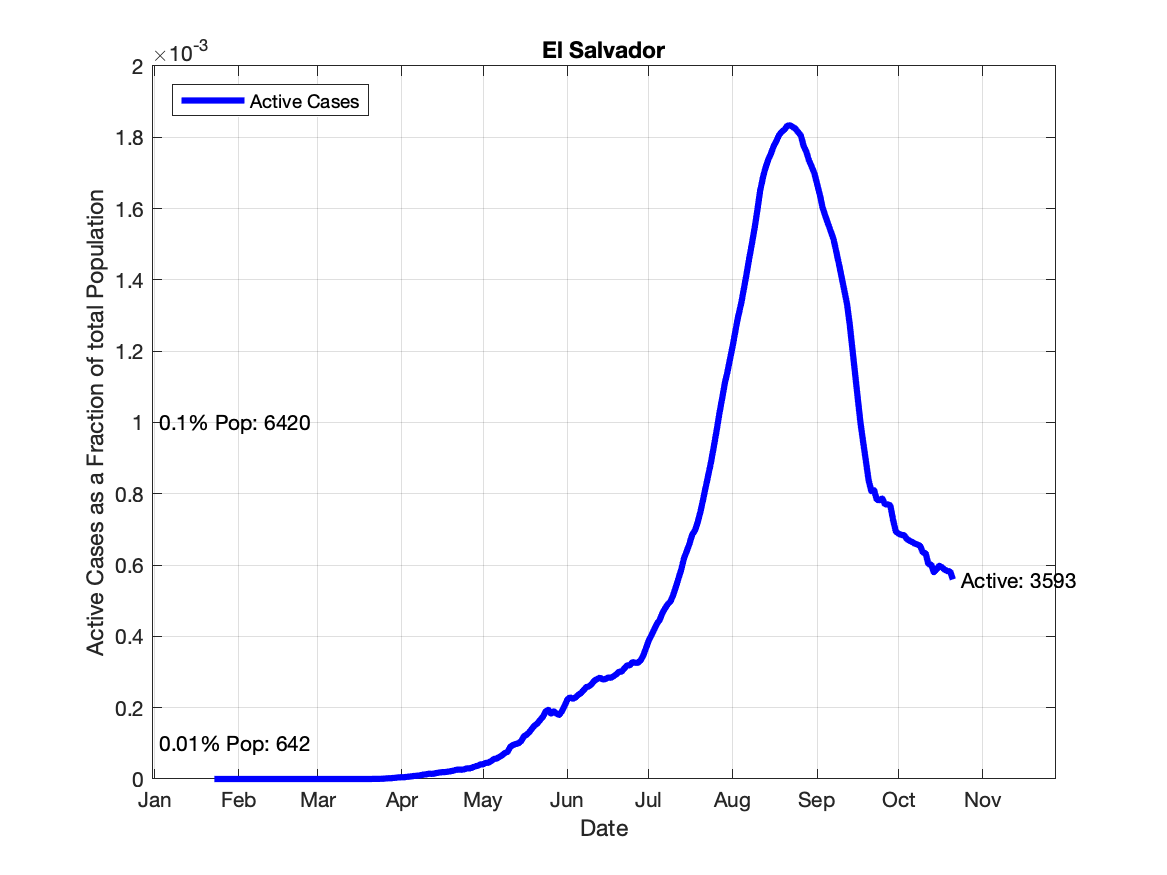 El Salvador
×10-3
Active Cases
2
1.8
1.6
1.4
1.2
1
0.8
0.6
0.4
0.2
0
0.1% Pop: 6420
0.01% Pop: 642
Active: 3593
Active Cases as a Fraction of total Population
Jan Feb Mar Apr May Jun Jul Aug Sep Oct Nov
Date